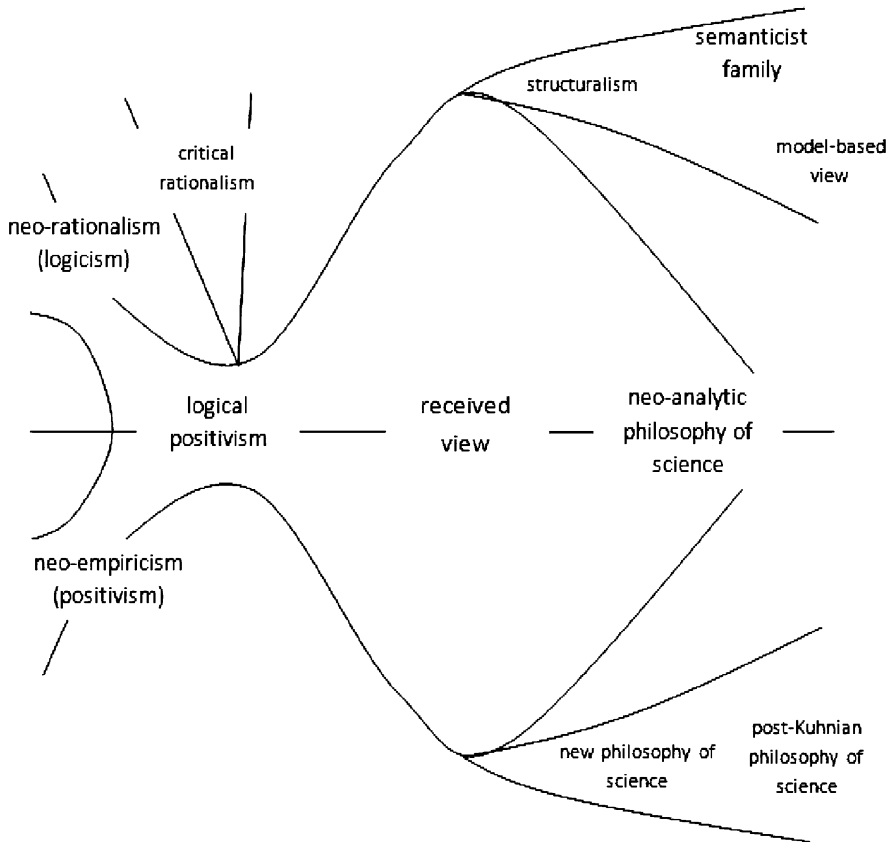 semanticist
family
structuralism
model-based
view
critical
rationalism
neo-rationalism
(logicism)
logical
positivism
received
view
neo-analytic
philosophy of
science
neo-empiricism
(positivism)
new philosophy of
science
post-Kuhnian
philosophy of
science